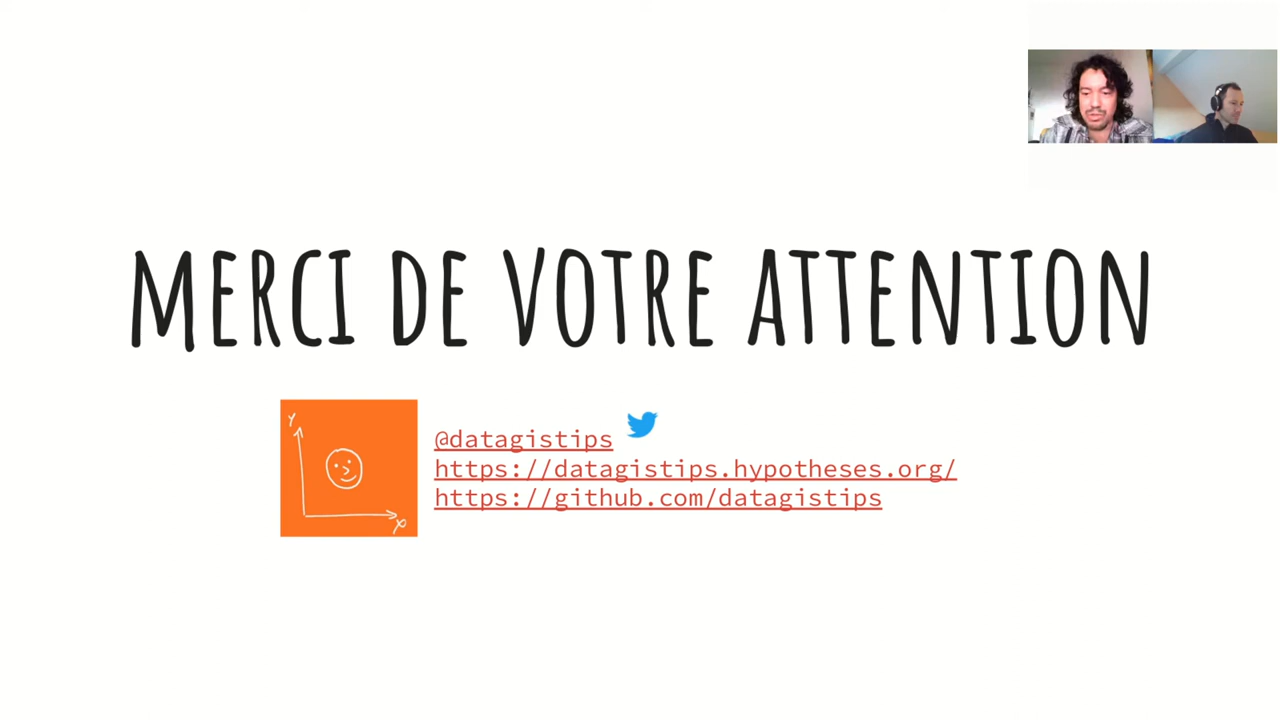 MERCI DE VOTRE ATTENTION
Y
@datagistips
https://datagistips.hypotheses.org/
https://github.com/datagistips